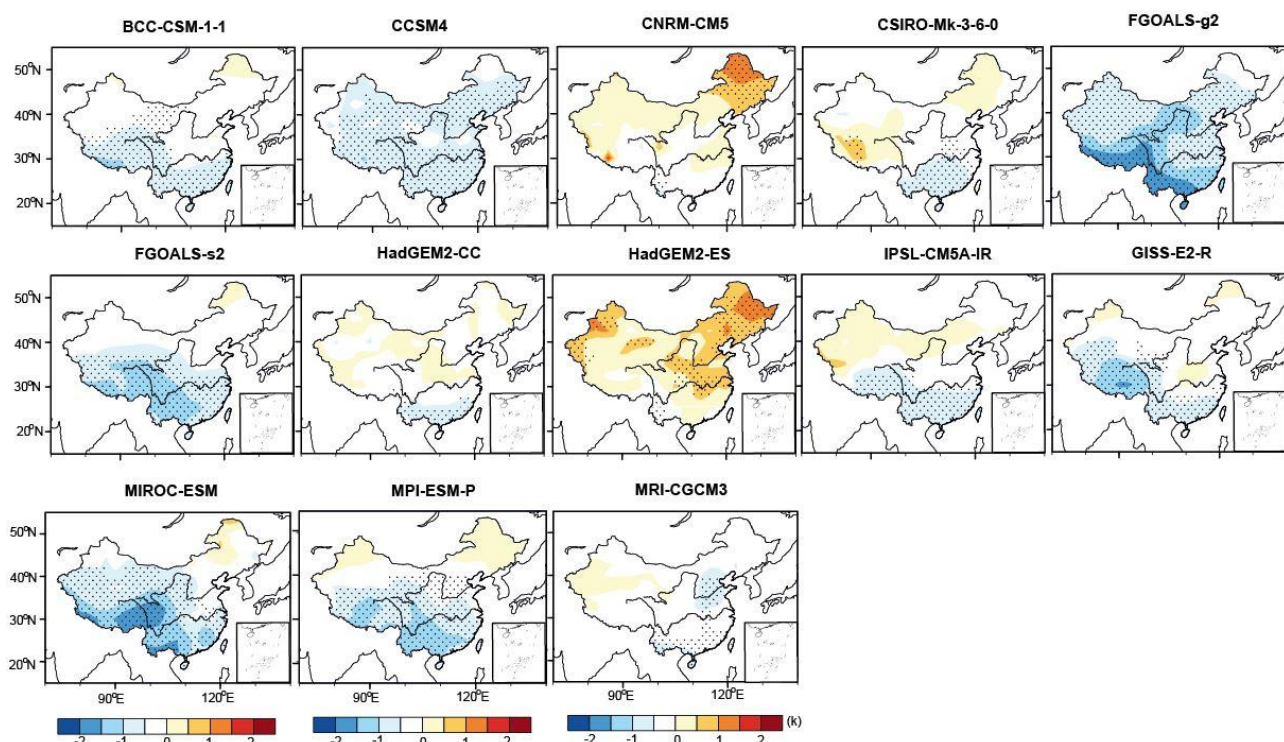 BCC-CSM-1-1 CCSM4 CNRM-CM5 CSIRO-Mk-3-6-0 FGOALS-g2
50°N
40°N
30°N
20°N
FGOALS-s2 HadGEM2-CC HadGEM2-ES IPSL-CM5A-IR GISS-E2-R
50°N
40°N
30°N
20°N
MIROC-ESM MPI-ESM-P MRI-CGCM3
50°N
40°N
30°N
20°N
90°E 120°E 90°E 120°E 90°E 120°E
-2 -1 0 1 2 -2 -1 0 1 2 -2 -1 0 1 2 (k)